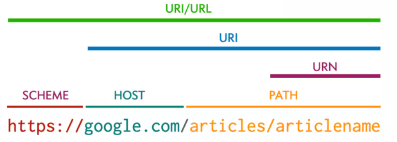 URI/URL
URI
URN
SCHEME HOST PATH
https://google.com/articles/articlename